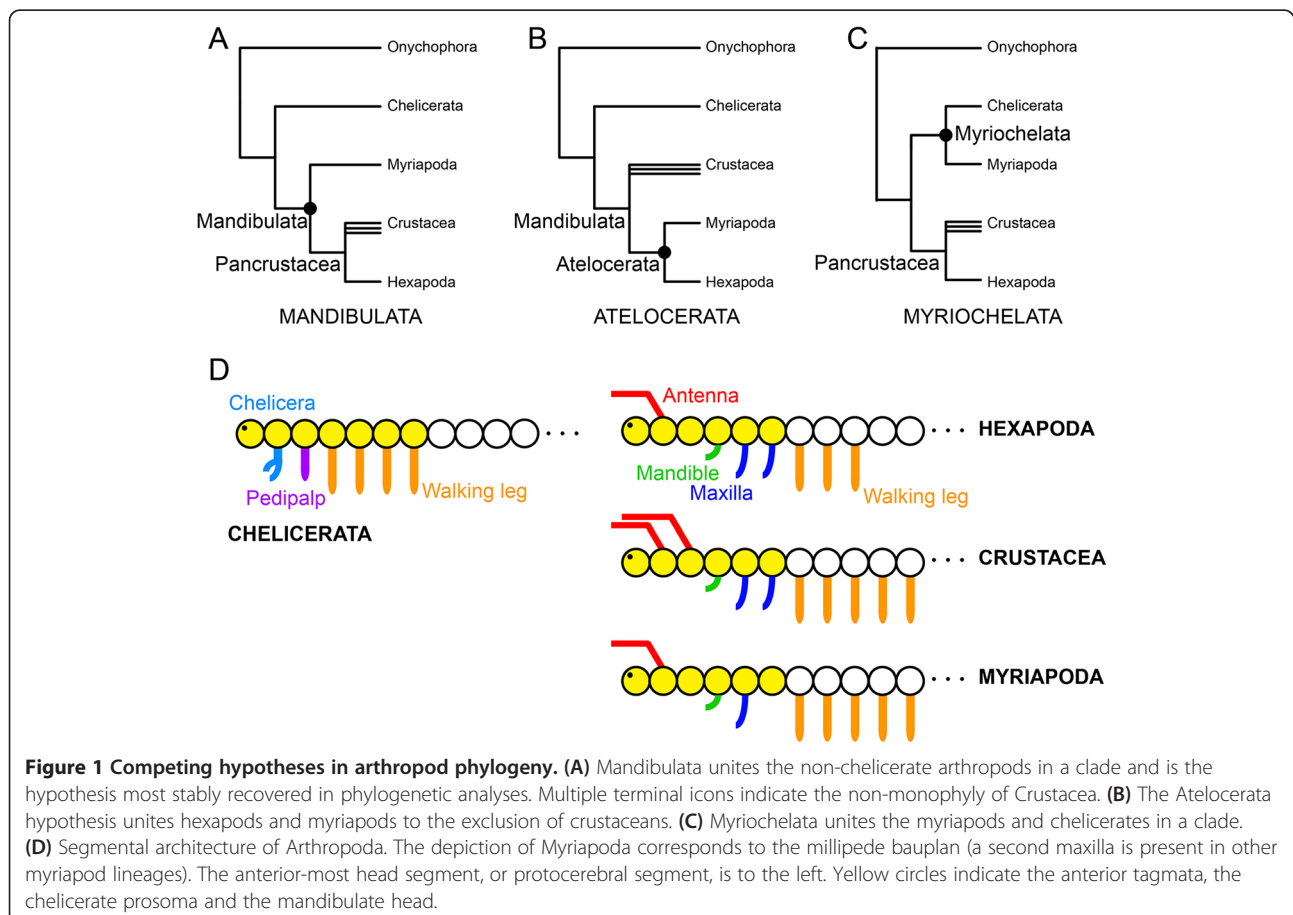 A
B
C
Onychophora
Onychophora
Onychophora
Chelicerata
Chelicerata
Chelicerata
Myriochelata
Myriapoda
Crustacea
Myriapoda
Mandibulata
Crustacea
Mandibulata
Myriapoda
Crustacea
Pancrustacea
Atelocerata
Pancrustacea
Hexapoda
Hexapoda
Hexapoda
MANDIBULATA
ATELOCERATA
MYRIOCHELATA
D
Chelicera
Pedipalp
Walking leg
CHELICERATA
Antenna
Mandible
Maxilla
Walking leg
··· HEXAPODA
··· CRUSTACEA
··· MYRIAPODA
Figure 1 Competing hypotheses in arthropod phylogeny. (A) Mandibulata unites the non-chelicerate arthropods in a clade and is the
hypothesis most stably recovered in phylogenetic analyses. Multiple terminal icons indicate the non-monophyly of Crustacea. (B) The Atelocerata
hypothesis unites hexapods and myriapods to the exclusion of crustaceans. (C) Myriochelata unites the myriapods and chelicerates in a clade.
(D) Segmental architecture of Arthropoda. The depiction of Myriapoda corresponds to the millipede bauplan (a second maxilla is present in other
myriapod lineages). The anterior-most head segment, or protocerebral segment, is to the left. Yellow circles indicate the anterior tagmata, the
chelicerate prosoma and the mandibulate head.